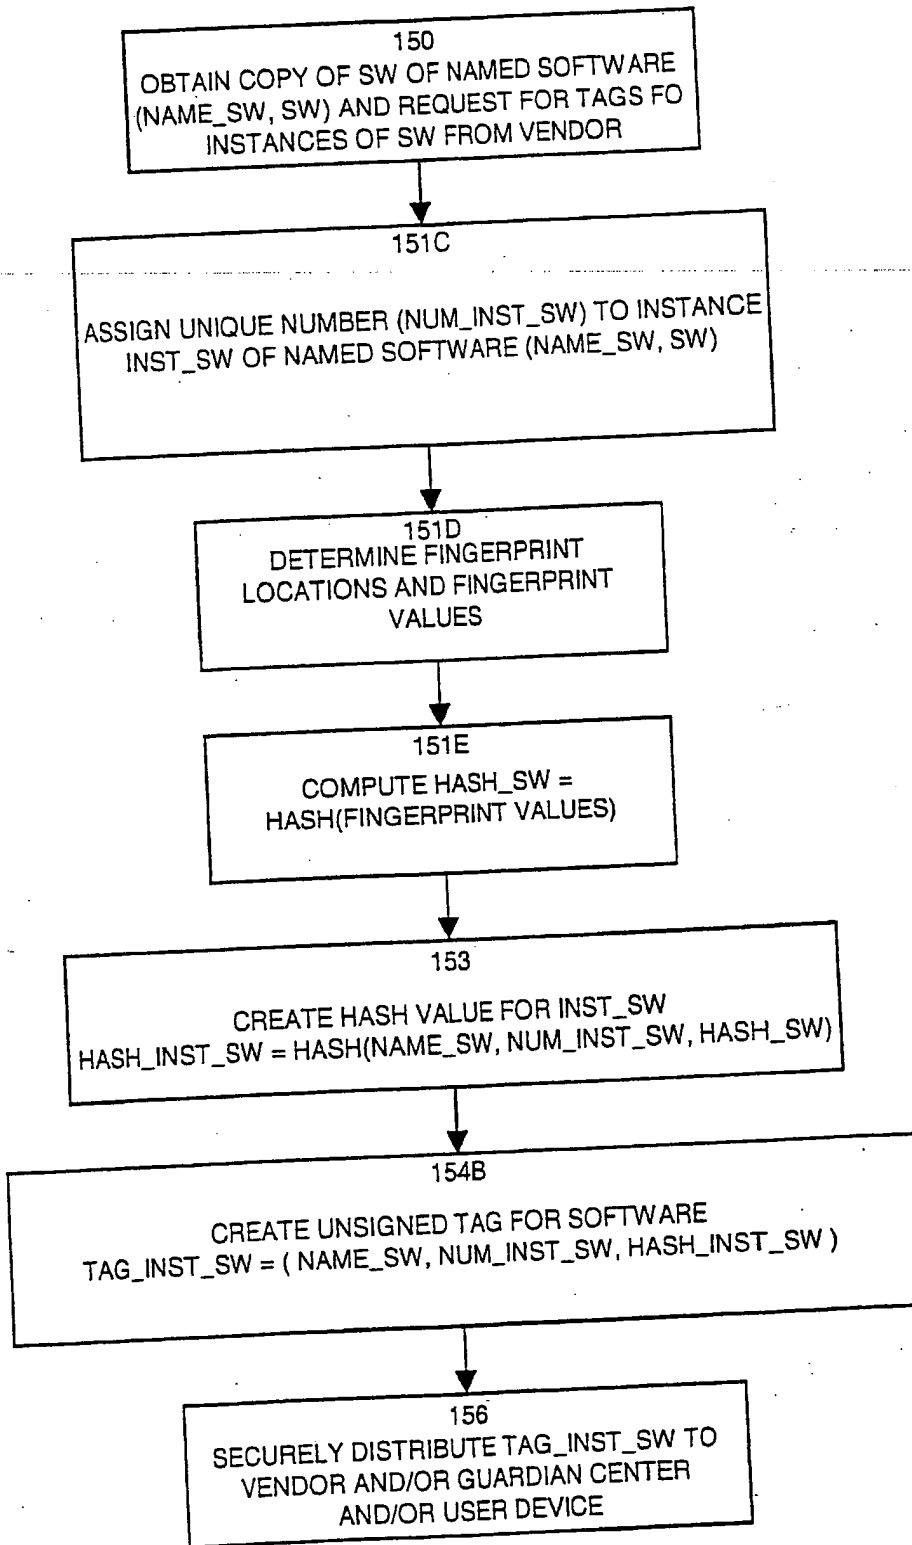 150
OBTAIN COPY OF SW OF NAMED SOFTWARE
(NAME_SW, SW) AND REQUEST FOR TAGS FO
INSTANCES OF SW FROM VENDOR
151C
ASSIGN UNIQUE NUMBER (NUM_INST_SW) TO INSTANCE
INST_SW OF NAMED SOFTWARE (NAME_SW, SW)
151D
DETERMINE FINGERPRINT
LOCATIONS AND FINGERPRINT
VALUES
151E
COMPUTE HASH_SW =
HASH(FINGERPRINT VALUES)
153
CREATE HASH VALUE FOR INST_SW
HASH_INST_SW = HASH(NAME_SW, NUM_INST_SW, HASH_SW)
154B
CREATE UNSIGNED TAG FOR SOFTWARE
TAG_INST_SW = ( NAME_SW, NUM_INST_SW, HASH_INST_SW )
156
SECURELY DISTRIBUTE TAG_INST_SW TO
VENDOR AND/OR GUARDIAN CENTER
AND/OR USER DEVICE